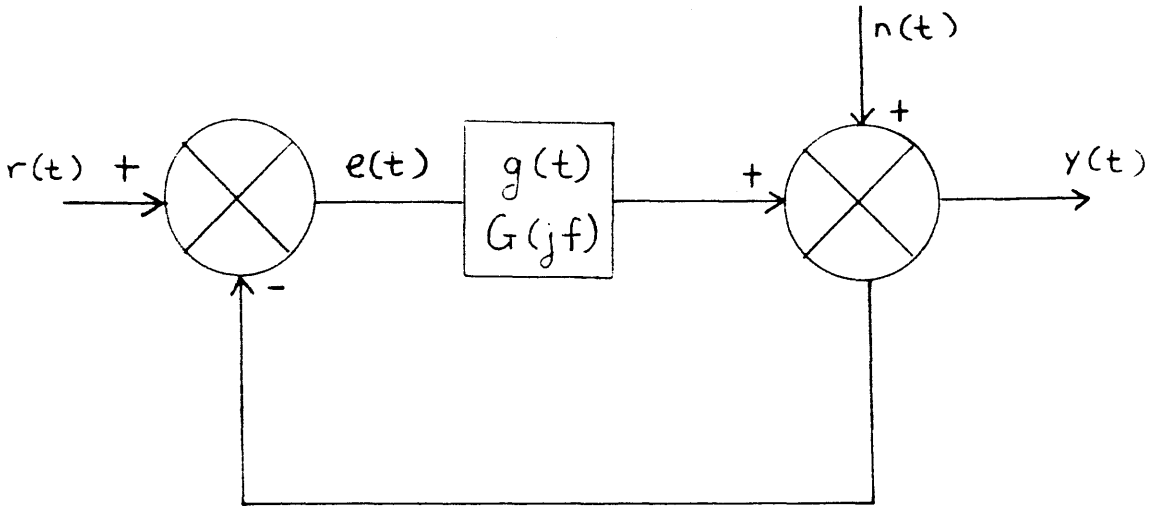 n(t)
+
r(t) +
e(t)
g(t)
G(jf)
+
y(t)
-